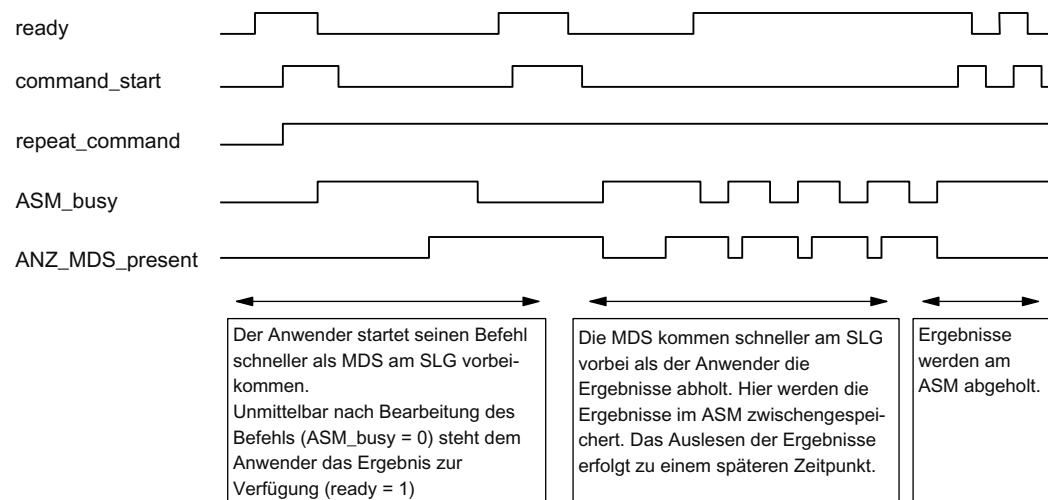 ready
command_start
repeat_command
ASM_busy
ANZ_MDS_present
Der Anwender startet seinen Befehl
schneller als MDS am SLG vorbei-
kommen.
Unmittelbar nach Bearbeitung des
Befehls (ASM_busy = 0) steht dem
Anwender das Ergebnis zur
Verfügung (ready = 1)
Die MDS kommen schneller am SLG
vorbei als der Anwender die
Ergebnisse abholt. Hier werden die
Ergebnisse im ASM zwischengespei-
chert. Das Auslesen der Ergebnisse
erfolgt zu einem späteren Zeitpunkt.
Ergebnisse
werden am
ASM abgeholt.